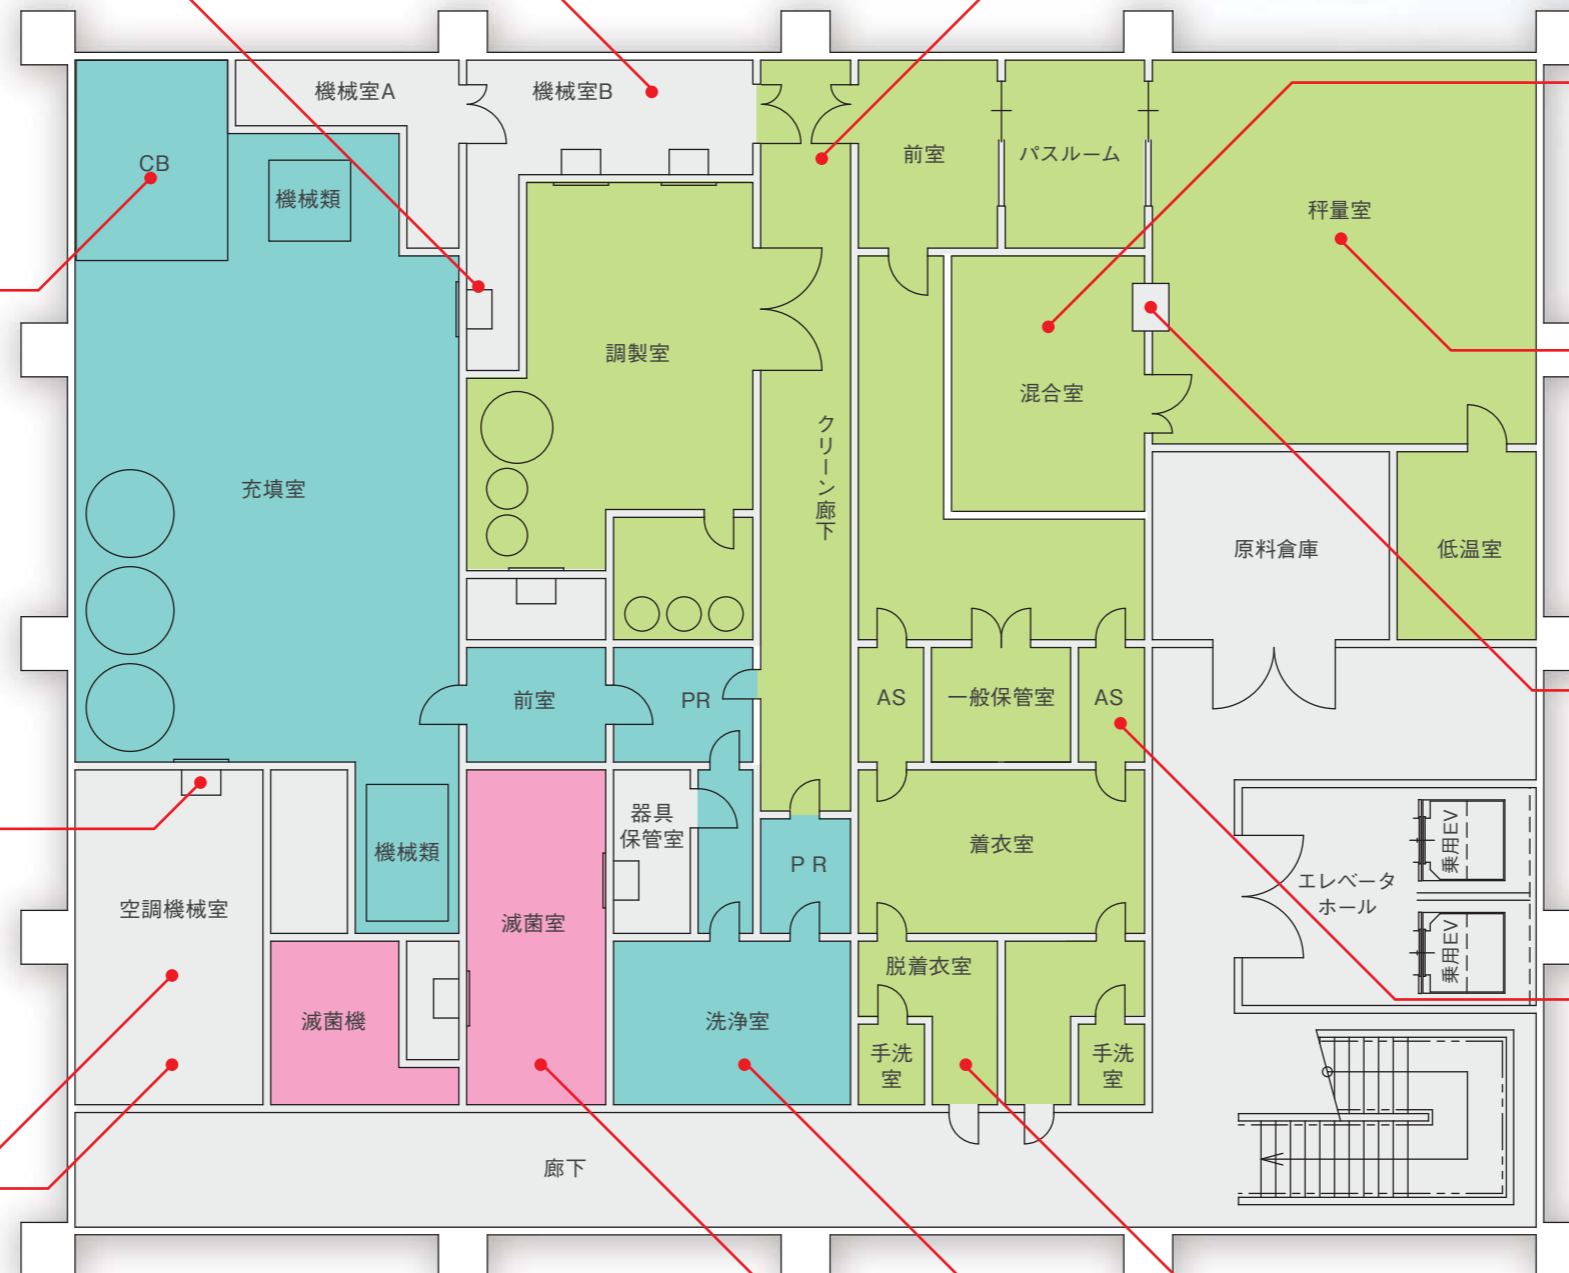 機械室A
機械室B
CB
機械類
前室
パスルーム
秤量室
調製室
混合室
クリーン廊下
充填室
原料倉庫
低温室
前室
PR
AS
一般保管室
AS
器具
保管室
機械類
PR
着衣室
エレベータ
ホール
乗用EV
乗用EV
空調機械室
滅菌室
滅菌機
洗浄室
脱着衣室
手洗
室
手洗
室
廊下